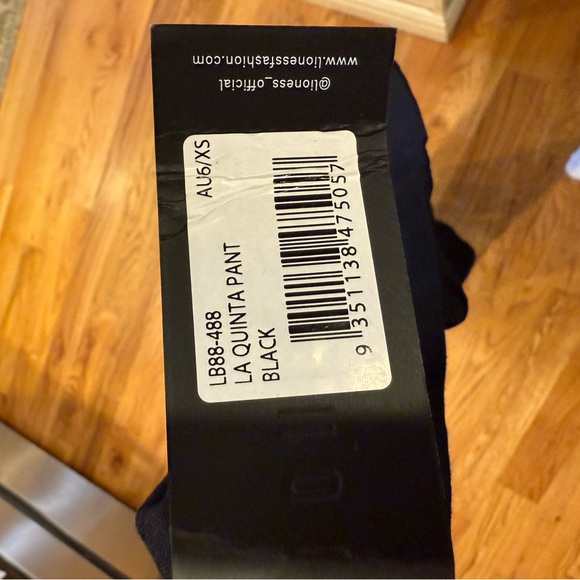 www.lionessfashion.com
@lioness_official
AU6/XS
LB88-488
LA QUINTA PANT
BLACK
9 351138 475057